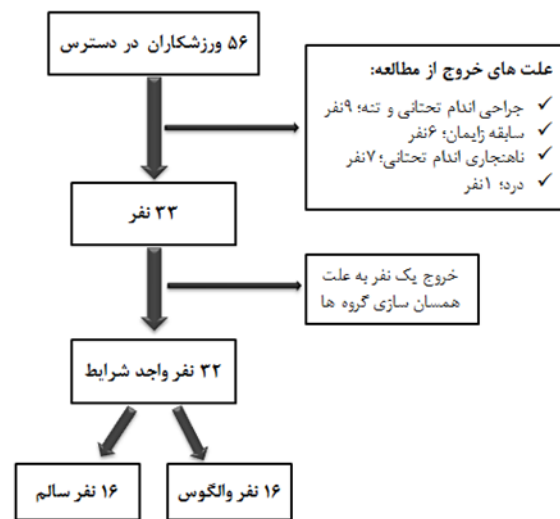 ۵۶ ورزشکاران در دسترس
علت های خروج از مطالعه:
✓ جراحی اندام تحتانی و تنه؛ ۹نفر
✓ سابقه زایمان؛ ۶نفر
✓ ناهنجاری اندام تحتانی؛ ۷نفر
✓ درد؛ ۱نفر
۳۳ نفر
خروج یک نفر به علت
همسان سازی گروه ها
۳۲ نفر واجد شرایط
۱۶ نفر والگوس
۱۶ نفر سالم